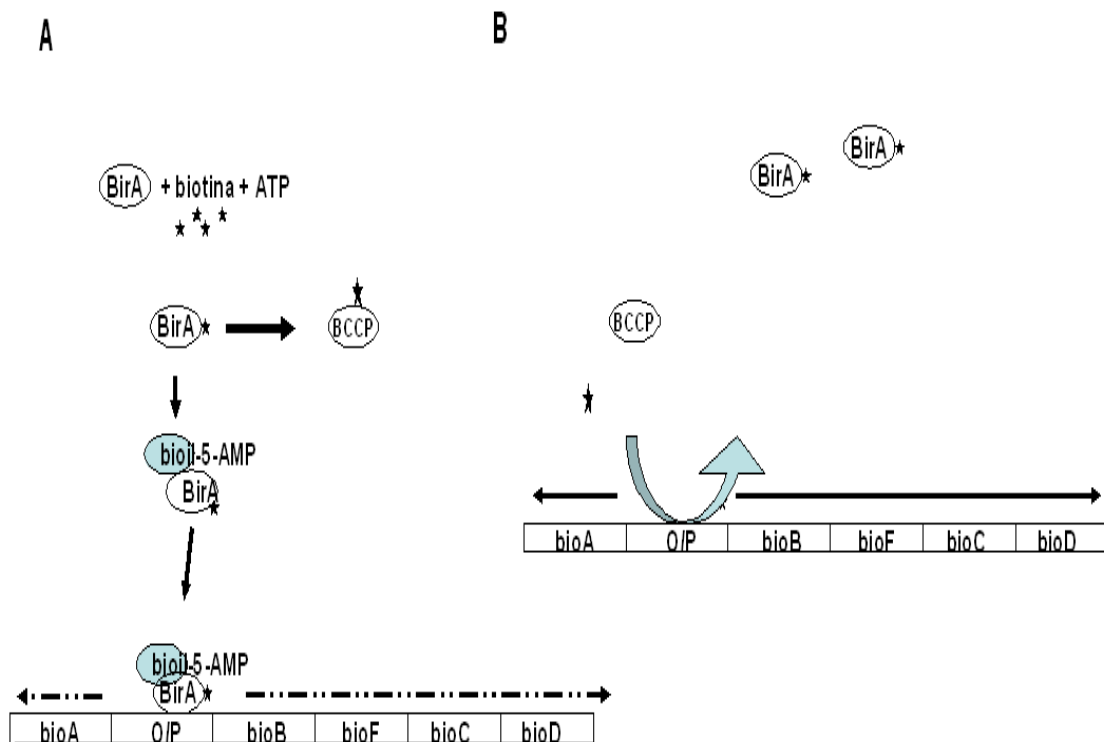 A
BirA + biotina + ATP
BirA
BCCP
bioil-5-AMP
BirA
bioil-5-AMP
BirA
bioA O/P bioB bioF bioC bioD
B
BirA
BirA
BCCP
bioA O/P bioB bioF bioC bioD